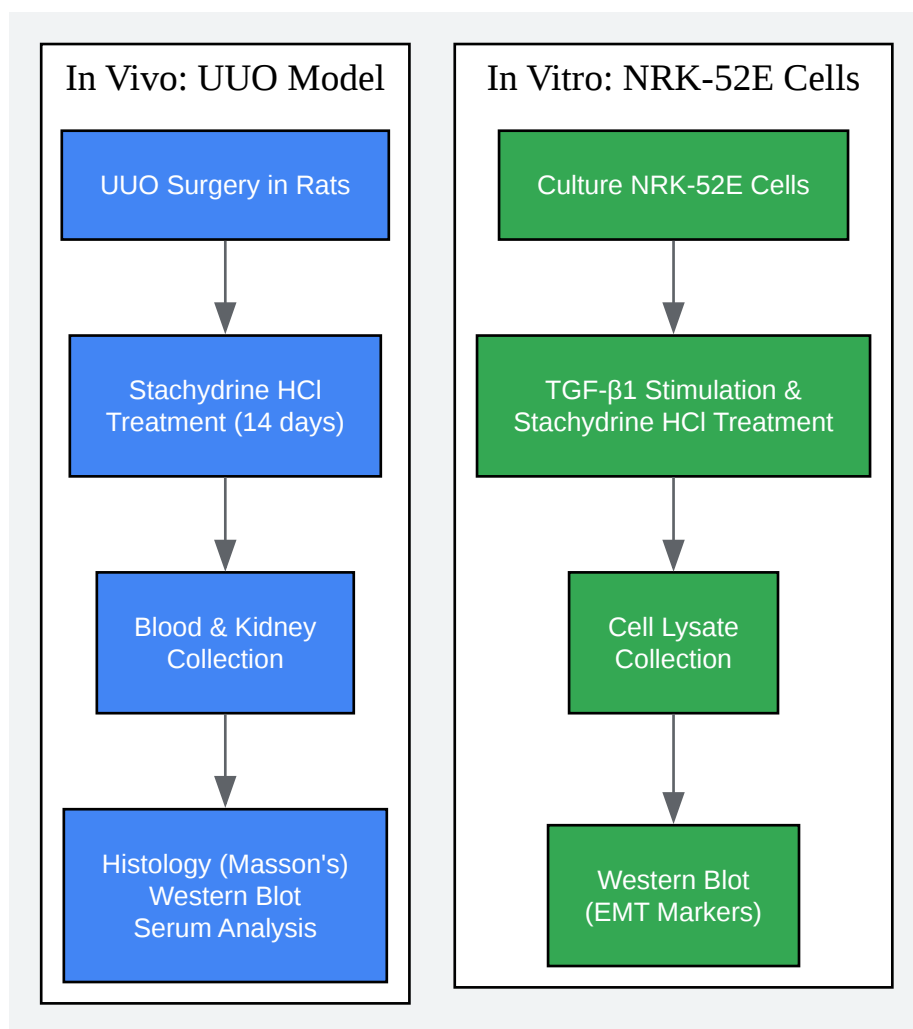 In Vivo: UUO Model
UUO Surgery in Rats
Stachydrine HCl
Treatment (14 days)
Blood & Kidney
Collection
Histology (Masson's)
Western Blot
Serum Analysis
In Vitro: NRK-52E Cells
Culture NRK-52E Cells
TGF-β1 Stimulation &
Stachydrine HCl Treatment
Cell Lysate
Collection
Western Blot
(EMT Markers)